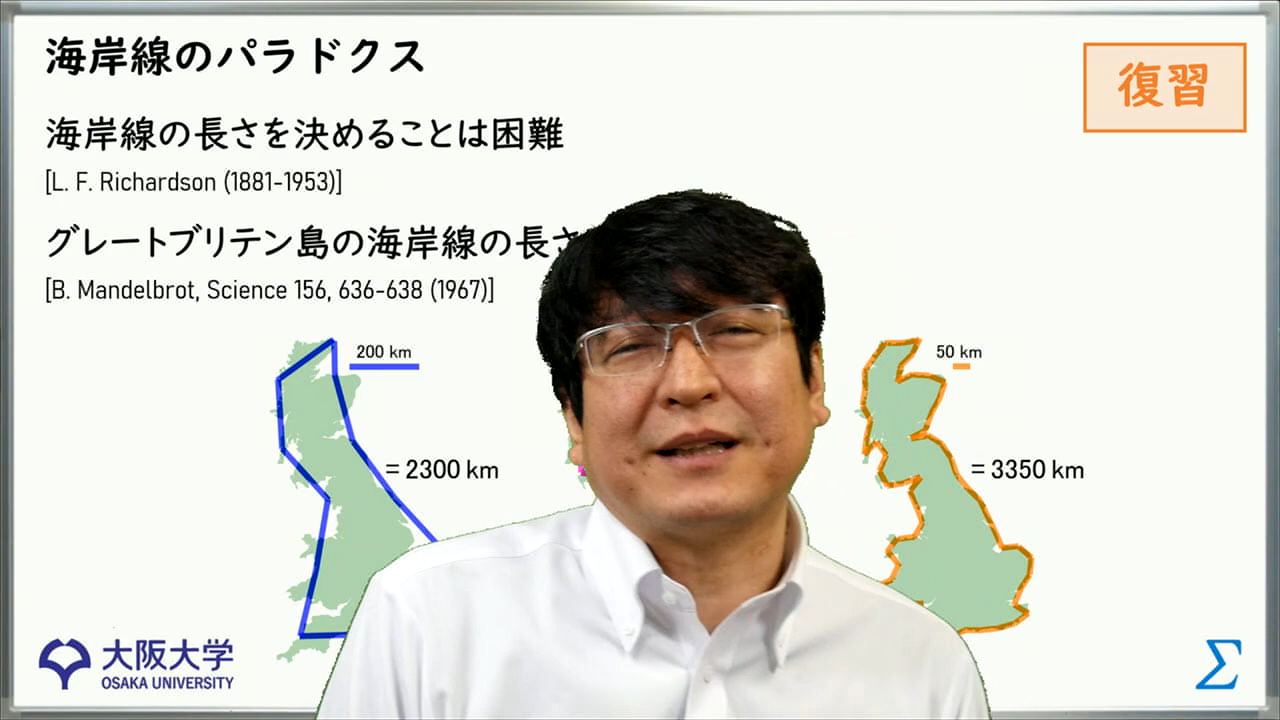 海岸線のパラドクス
復習
海岸線の長さを決めることは困難
[L. F. Richardson (1881-1953)]
グレートブリテン島の海岸線の長さ
[B. Mandelbrot, Science 156, 636-638 (1967)]
200 km
50 km
= 2300 km
= 3350 km
大阪大学
OSAKA UNIVERSITY
Σ